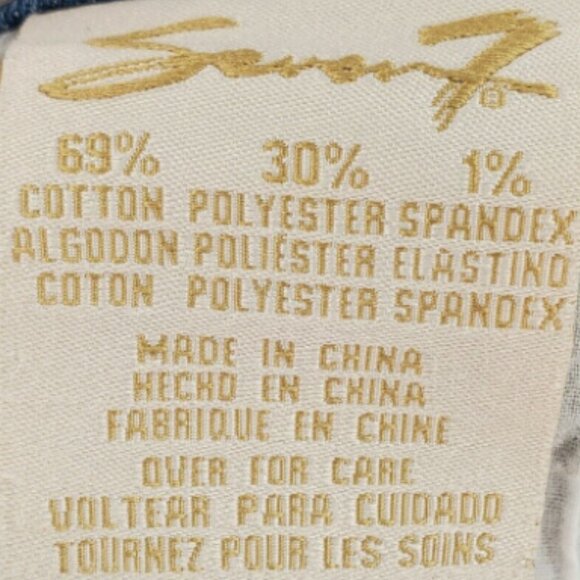 Seven7®
69% 30% 1%
COTTON POLYESTER SPANDEX
ALGODON POLIÉSTER ELASTINO
COTON POLYESTER SPANDEX
MADE IN CHINA
HECHO EN CHINA
FABRIQUE EN CHINE
OVER FOR CARE
VOLTEAR PARA CUIDADO
TOURNEZ POUR LES SOINS